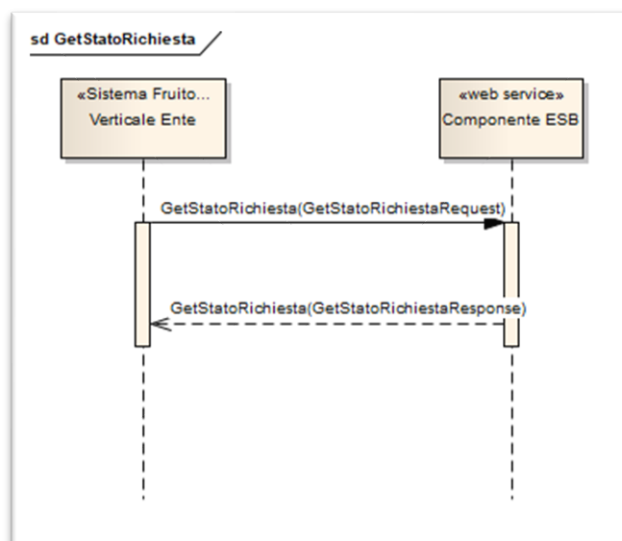 sd GetStatoRichiesta
«Sistema Fruito...
Verticale Ente
«web service»
Componente ESB
GetStatoRichiesta(GetStatoRichiestaRequest)
GetStatoRichiesta(GetStatoRichiestaResponse)